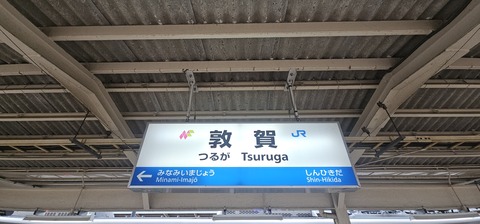 敦賀 JR
つるが Tsuruga
みなみいまじょう しんひきだ
Minami-Imajō Shin-Hikida